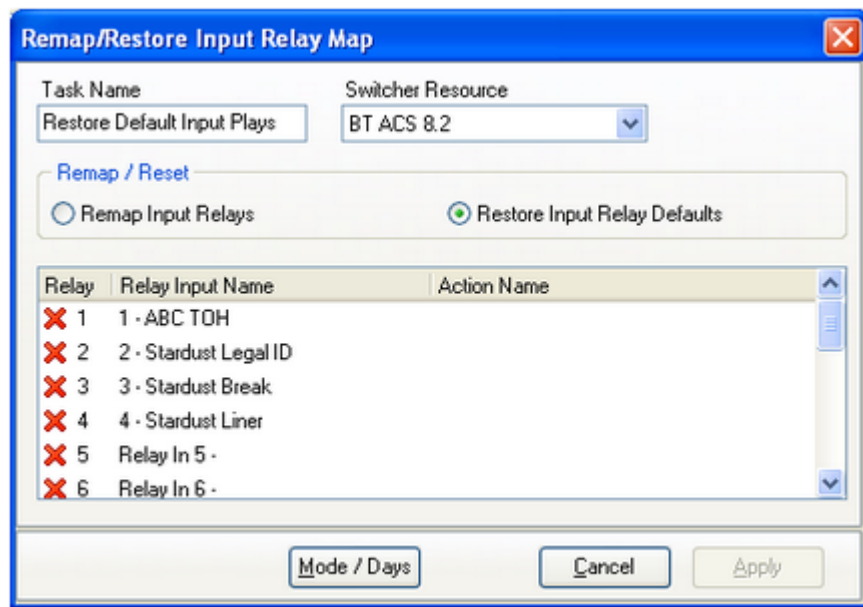 Remap/Restore Input Relay Map
Task Name Switcher Resource
Restore Default Input Plays BT ACS 8.2
Remap / Reset
Remap Input Relays Restore Input Relay Defaults
Relay Relay Input Name Action Name
1 1 - ABC TOH
2 2 - Stardust Legal ID
3 3 - Stardust Break
4 4 - Stardust Liner
5 Relay In 5 -
6 Relay In 6 -
Mode / Days Cancel Apply